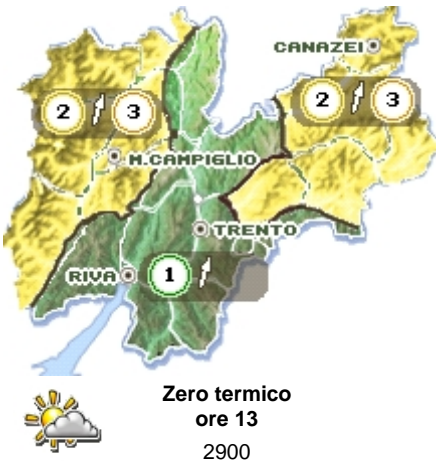 CANAZEI
2 3
2 3
M.CAMPIGLIO
TRENTO
RIVA 1
Zero termico
ore 13
2900